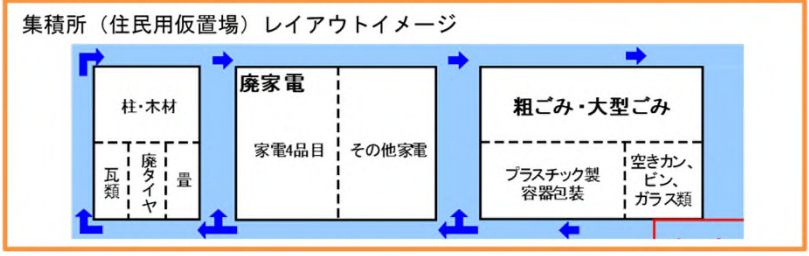 集積所（住民用仮置場）レイアウトイメージ
柱・木材
瓦類
廃タイヤ
畳
廃家電
家電4品目
その他家電
粗ごみ・大型ごみ
プラスチック製
容器包装
空きカン、
ビン、
ガラス類